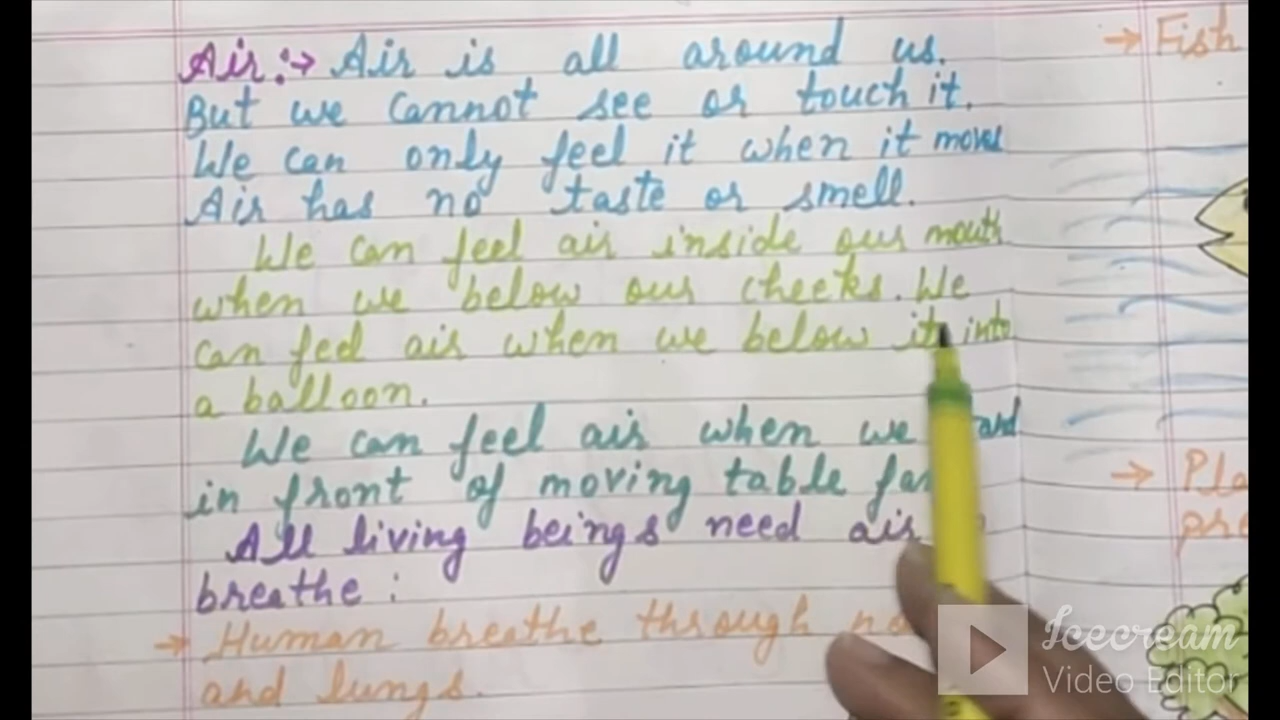 Air:→ Air is all around us.
But we cannot see or touch it.
We can only feel it when it moves
Air has no taste or smell.
We can feel air inside our mouth
when we below our cheeks. We
can feel air when we below it into
a balloon.
We can feel air when we
in front of moving table fan
All living beings need air
breathe :
→ Human breathe through
and lungs.
→ Fish
→
Icecream
Video Editor